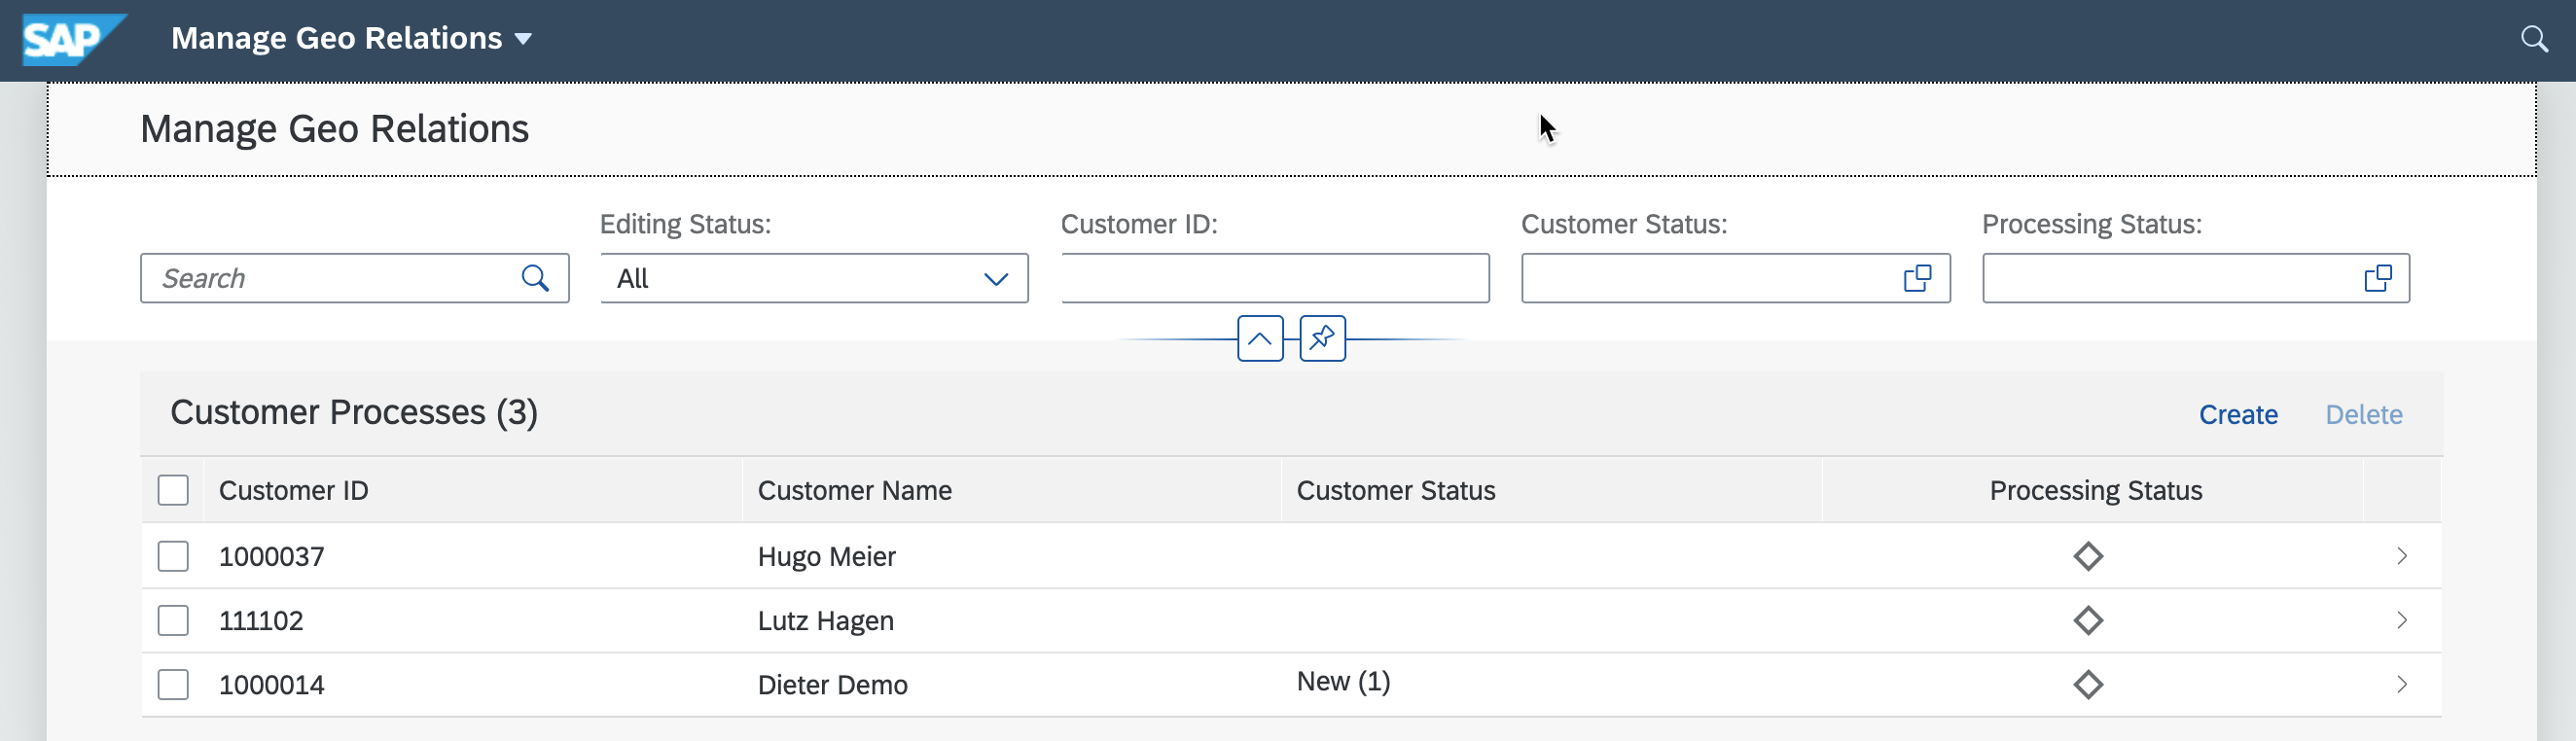 SAP Manage Geo Relations
Manage Geo Relations
Editing Status: Customer ID: Customer Status: Processing Status:
Search All
Customer Processes (3) Create Delete
Customer ID Customer Name Customer Status Processing Status
1000037 Hugo Meier
111102 Lutz Hagen
1000014 Dieter Demo New (1)